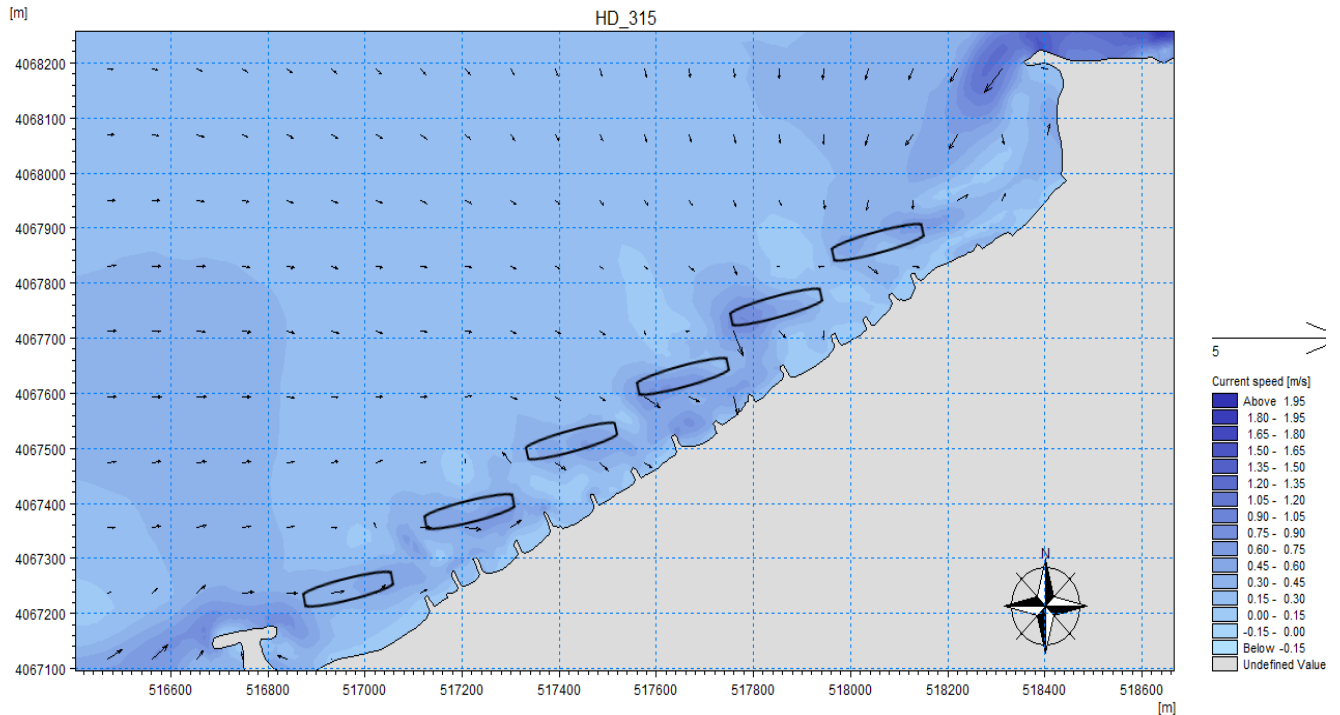 [m]
HD_315
4068200
4068100
4068000
4067900
4067800
4067700
4067600
4067500
4067400
4067300
4067200
4067100
516600 516800 517000 517200 517400 517600 517800 518000 518200 518400 518600
[m]
N
5
Current speed [m/s]
Above 1.95
1.80 - 1.95
1.65 - 1.80
1.50 - 1.65
1.35 - 1.50
1.20 - 1.35
1.05 - 1.20
0.90 - 1.05
0.75 - 0.90
0.60 - 0.75
0.45 - 0.60
0.30 - 0.45
0.15 - 0.30
0.00 - 0.15
-0.15 - 0.00
Below -0.15
Undefined Value